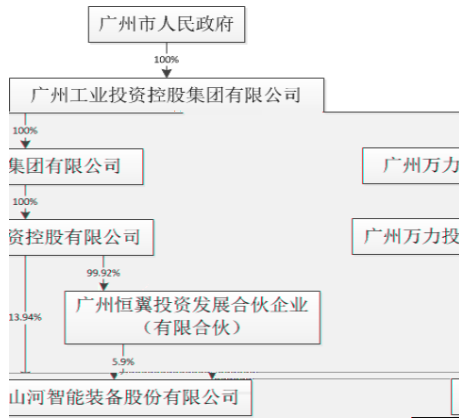 广州市人民政府
100%
广州工业投资控股集团有限公司
100%
集团有限公司
广州万力
100%
资控股有限公司
广州万力投
99.92%
广州恒翼投资发展合伙企业
（有限合伙）
13.94%
5.9%
山河智能装备股份有限公司